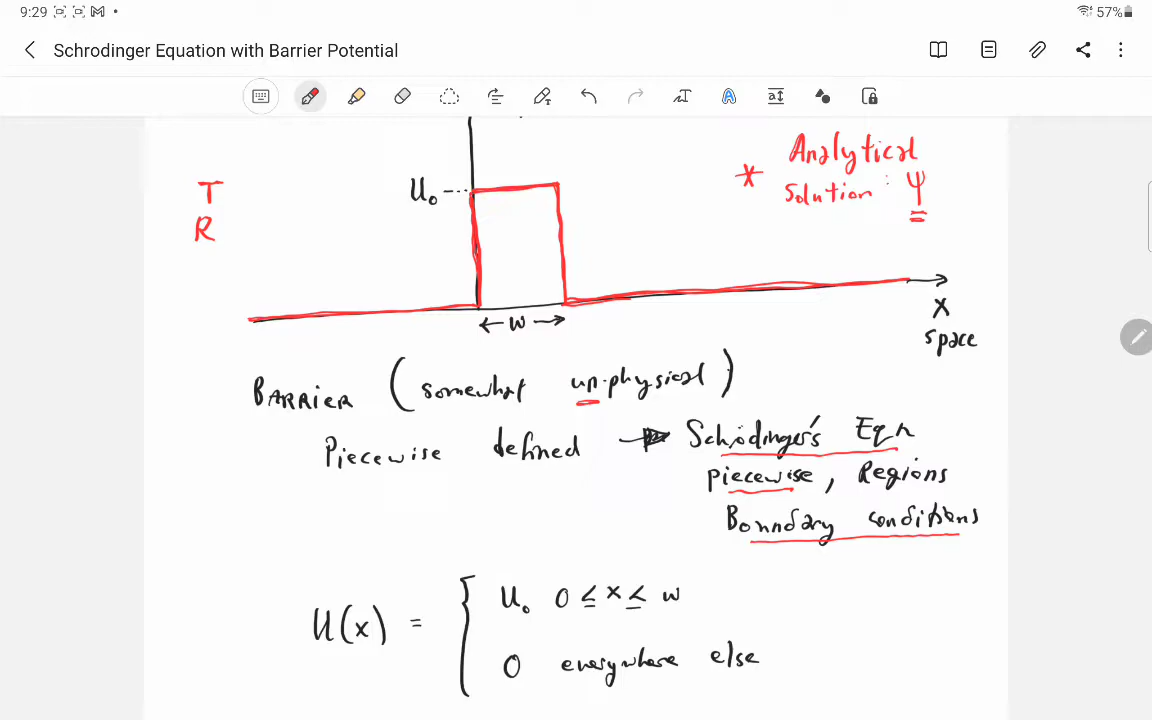 9:29 57%
Schrodinger Equation with Barrier Potential
T
R
U₀
* Analytical
Solution: Ψ
← w →
X
space
BARRIER (somewhat un-physical)
Piecewise defined → Schödinger's Eqn
piecewise, Regions
Boundary conditions
U(x) = { U₀ 0 ≤ x ≤ w
0 everywhere else